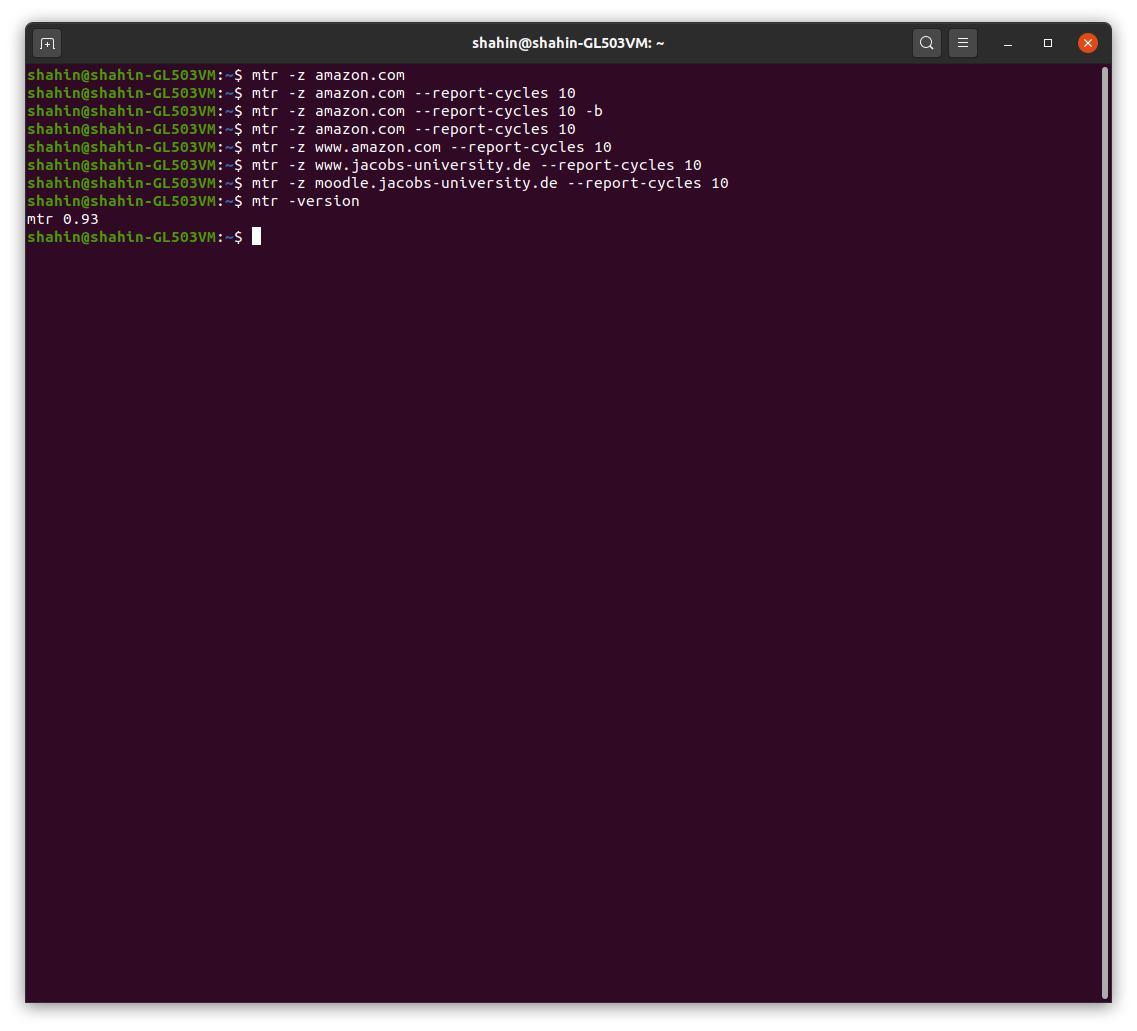 shahin@shahin-GL503VM: ~
shahin@shahin-GL503VM:~$ mtr -z amazon.com
shahin@shahin-GL503VM:~$ mtr -z amazon.com --report-cycles 10
shahin@shahin-GL503VM:~$ mtr -z amazon.com --report-cycles 10 -b
shahin@shahin-GL503VM:~$ mtr -z amazon.com --report-cycles 10
shahin@shahin-GL503VM:~$ mtr -z www.amazon.com --report-cycles 10
shahin@shahin-GL503VM:~$ mtr -z www.jacobs-university.de --report-cycles 10
shahin@shahin-GL503VM:~$ mtr -z moodle.jacobs-university.de --report-cycles 10
shahin@shahin-GL503VM:~$ mtr -version
mtr 0.93
shahin@shahin-GL503VM:~$